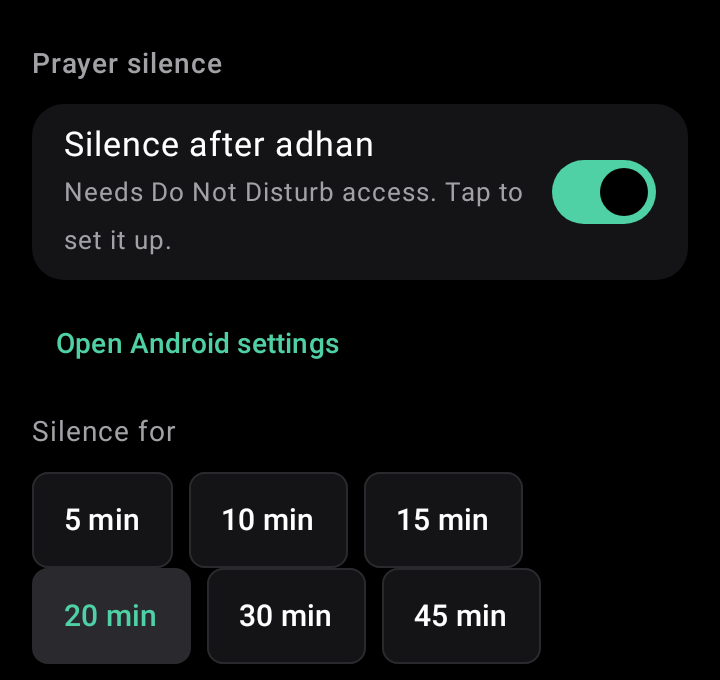 Prayer silence
Silence after adhan
Needs Do Not Disturb access. Tap to
set it up.
Open Android settings
Silence for
5 min 10 min 15 min
20 min 30 min 45 min